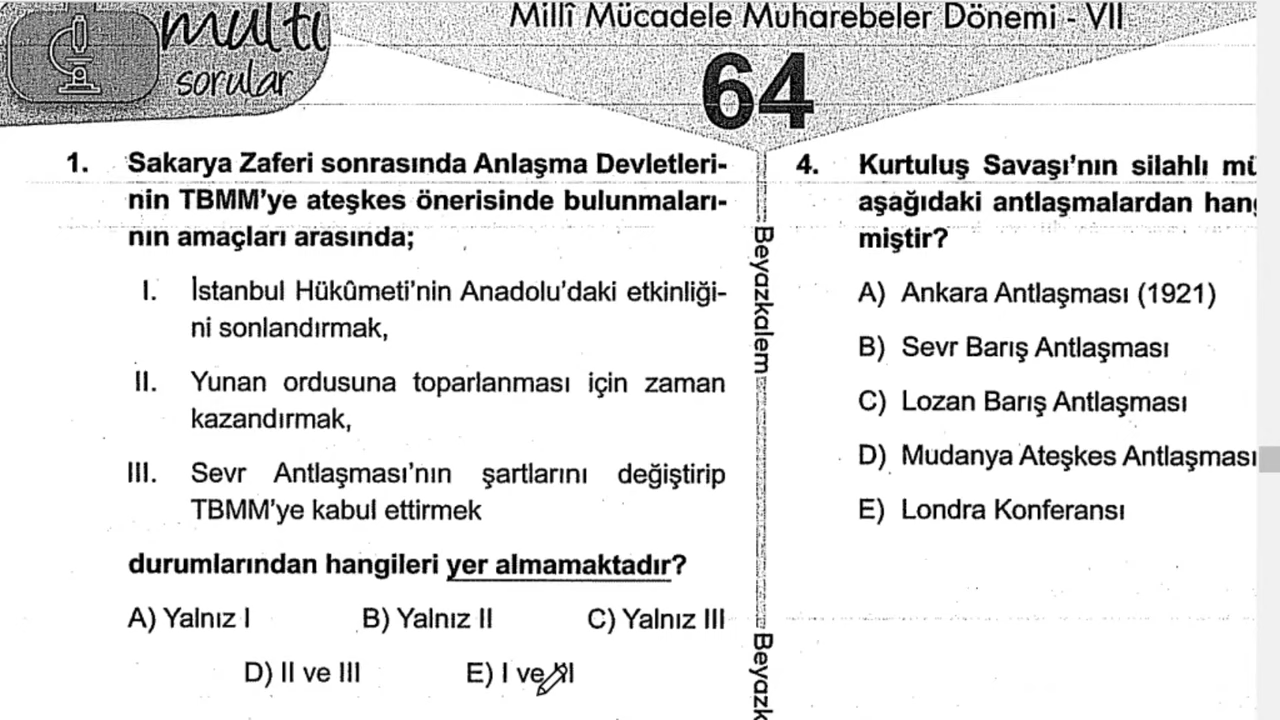 multi
sorular
Millî Mücadele Muharebeler Dönemi - VII
64
1. Sakarya Zaferi sonrasında Anlaşma Devletleri-
nin TBMM'ye ateşkes önerisinde bulunmaları-
nın amaçları arasında;
I. İstanbul Hükûmeti'nin Anadolu'daki etkinliği-
ni sonlandırmak,
II. Yunan ordusuna toparlanması için zaman
kazandırmak,
III. Sevr Antlaşması'nın şartlarını değiştirip
TBMM'ye kabul ettirmek
durumlarından hangileri yer almamaktadır?
A) Yalnız I B) Yalnız II C) Yalnız III
D) II ve III E) I ve
Beyazkalem
Beyazk
4. Kurtuluş Savaşı'nın silahlı mü
aşağıdaki antlaşmalardan hang
miştir?
A) Ankara Antlaşması (1921)
B) Sevr Barış Antlaşması
C) Lozan Barış Antlaşması
D) Mudanya Ateşkes Antlaşması
E) Londra Konferansı